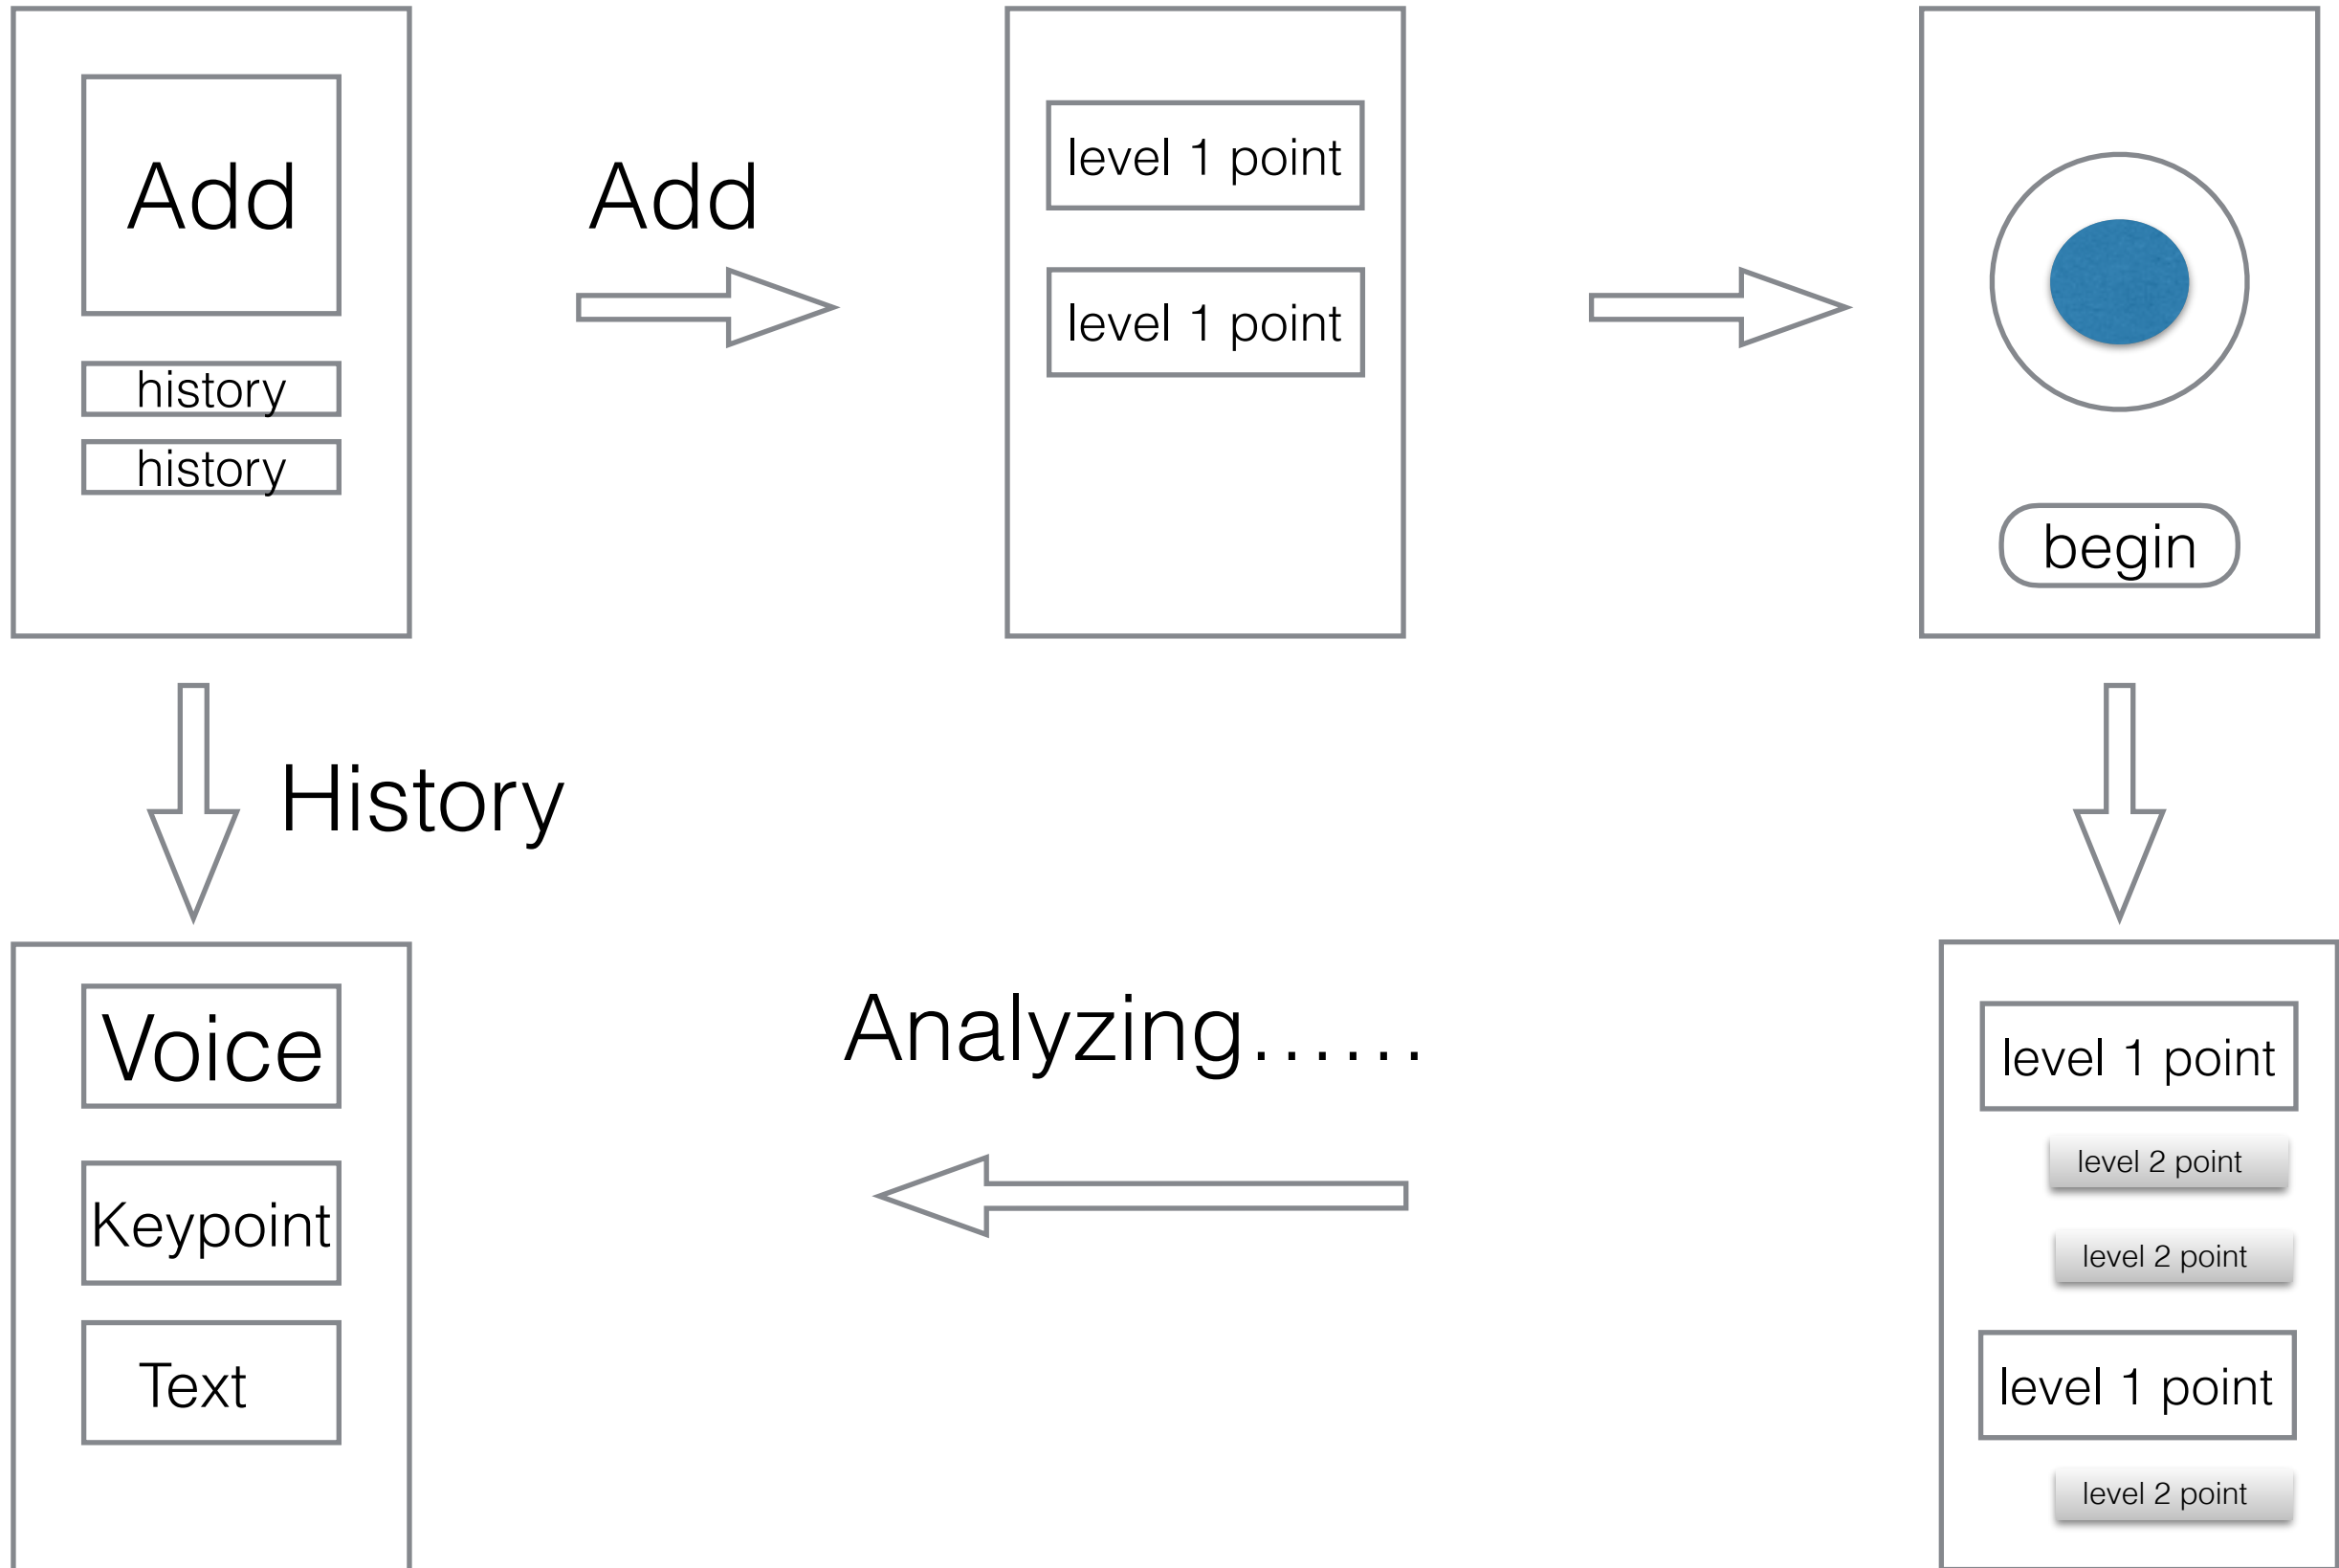 Add
history
history
Add
level 1 point
level 1 point
begin
History
Voice
Keypoint
Text
Analyzing......
level 1 point
level 2 point
level 2 point
level 1 point
level 2 point